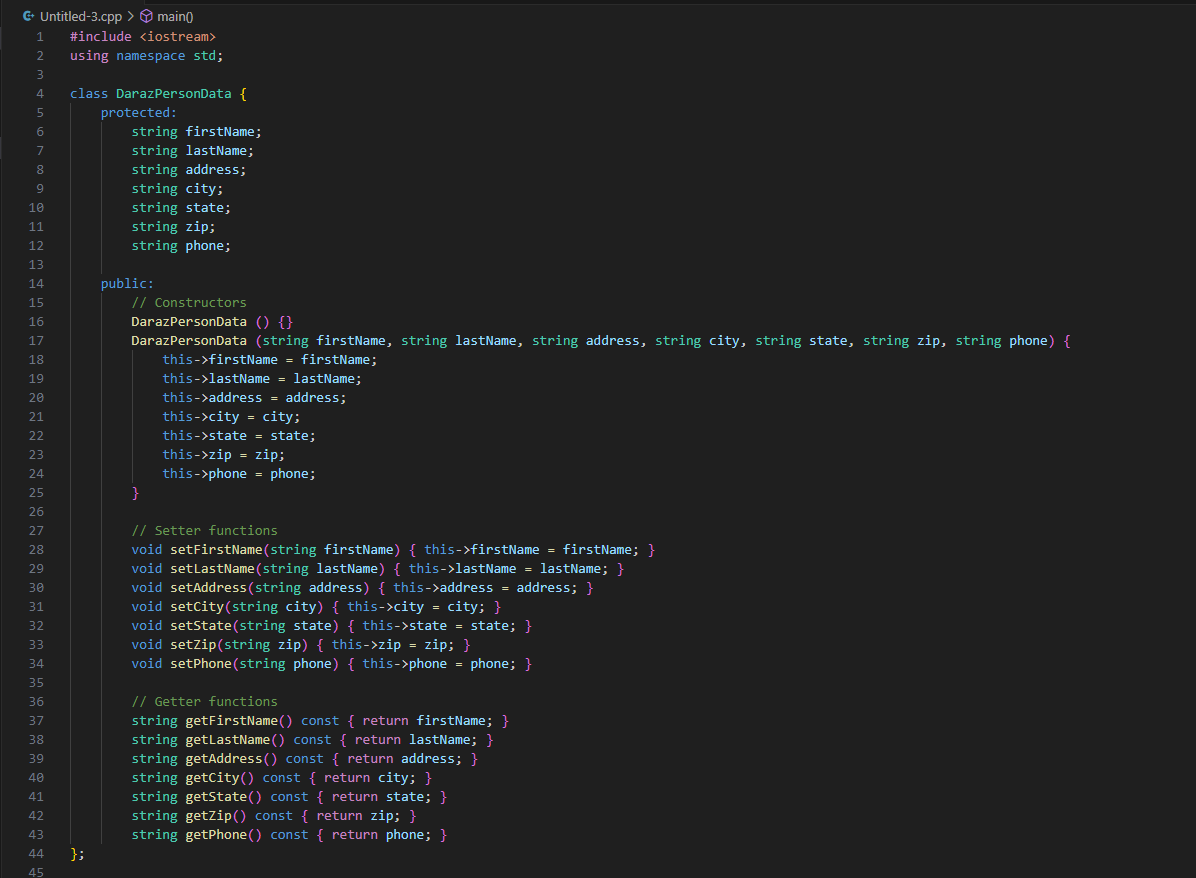 Untitled-3.cpp > main()
1 #include <iostream>
2 using namespace std;
3
4 class DarazPersonData {
5     protected:
6         string firstName;
7         string lastName;
8         string address;
9         string city;
10         string state;
11         string zip;
12         string phone;
13
14     public:
15         // Constructors
16         DarazPersonData () {}
17         DarazPersonData (string firstName, string lastName, string address, string city, string state, string zip, string phone) {
18             this->firstName = firstName;
19             this->lastName = lastName;
20             this->address = address;
21             this->city = city;
22             this->state = state;
23             this->zip = zip;
24             this->phone = phone;
25         }
26
27         // Setter functions
28         void setFirstName(string firstName) { this->firstName = firstName; }
29         void setLastName(string lastName) { this->lastName = lastName; }
30         void setAddress(string address) { this->address = address; }
31         void setCity(string city) { this->city = city; }
32         void setState(string state) { this->state = state; }
33         void setZip(string zip) { this->zip = zip; }
34         void setPhone(string phone) { this->phone = phone; }
35
36         // Getter functions
37         string getFirstName() const { return firstName; }
38         string getLastName() const { return lastName; }
39         string getAddress() const { return address; }
40         string getCity() const { return city; }
41         string getState() const { return state; }
42         string getZip() const { return zip; }
43         string getPhone() const { return phone; }
44 };
45